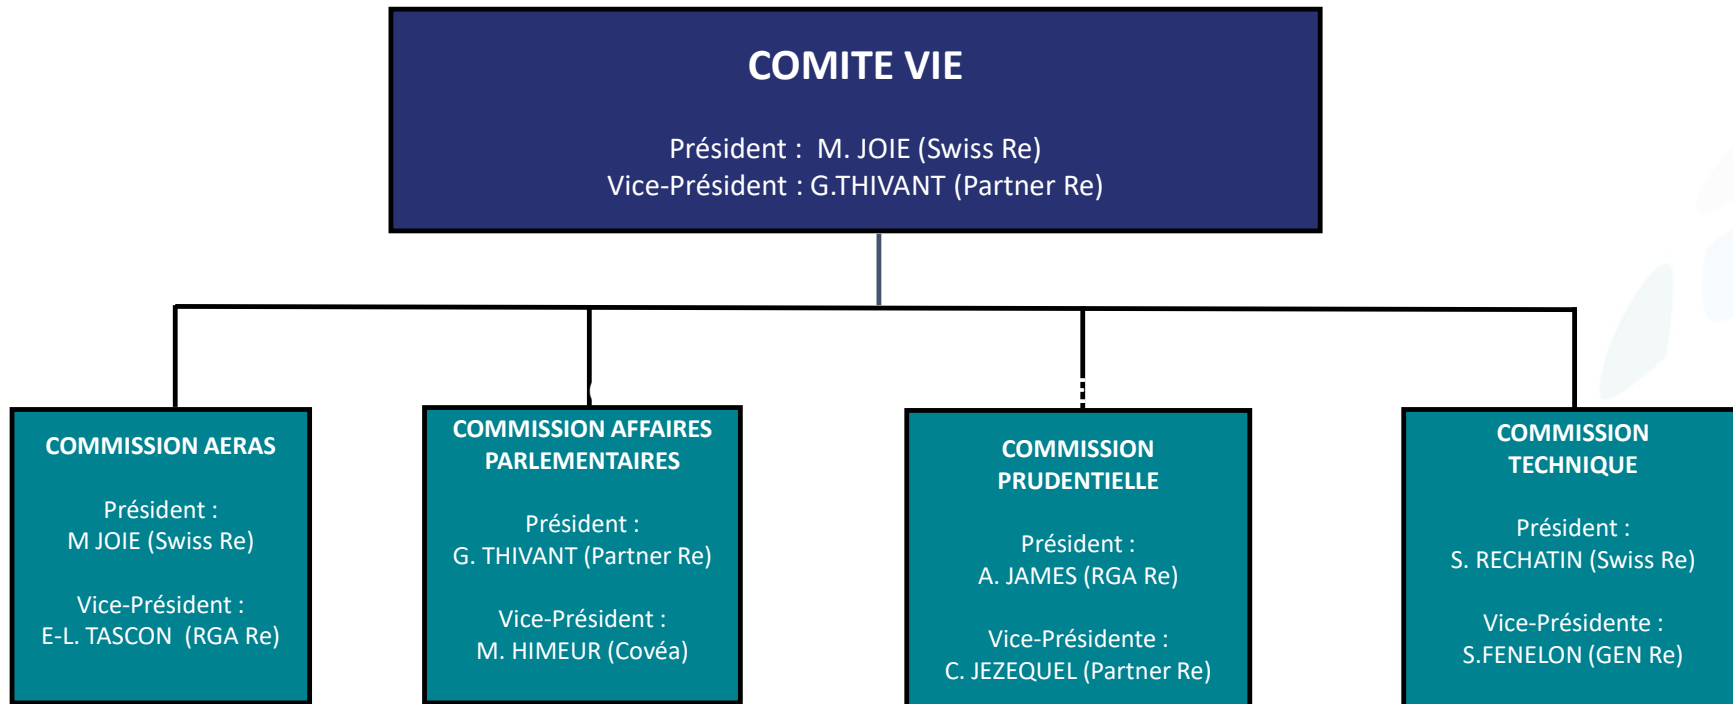 COMITE VIE
Président : M. JOIE (Swiss Re)
Vice-Président : G.THIVANT (Partner Re)
COMMISSION AERAS
Président :
M JOIE (Swiss Re)
Vice-Président :
E-L. TASCON (RGA Re)
COMMISSION AFFAIRES
PARLEMENTAIRES
Président :
G. THIVANT (Partner Re)
Vice-Président :
M. HIMEUR (Covéa)
COMMISSION
PRUDENTIELLE
Président :
A. JAMES (RGA Re)
Vice-Présidente :
C. JEZEQUEL (Partner Re)
COMMISSION
TECHNIQUE
Président :
S. RECHATIN (Swiss Re)
Vice-Présidente :
S.FENELON (GEN Re)